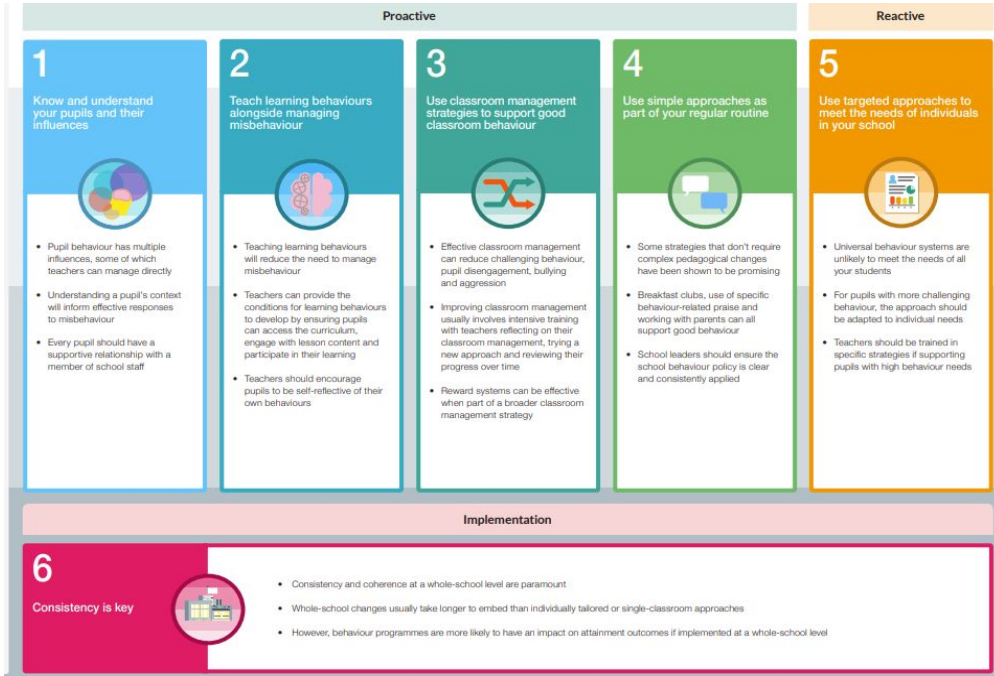 Proactive
Reactive
1
Know and understand
your pupils and their
influences
• Pupil behaviour has multiple
influences, some of which
teachers can manage directly
• Understanding a pupil's context
will inform effective responses
to misbehaviour
• Every pupil should have a
supportive relationship with a
member of school staff
2
Teach learning behaviours
alongside managing
misbehaviour
• Teaching learning behaviours
will reduce the need to manage
misbehaviour
• Teachers can provide the
conditions for learning behaviours
to develop by ensuring pupils
can access the curriculum,
engage with lesson content and
participate in their learning
• Teachers should encourage
pupils to be self-reflective of their
own behaviours
3
Use classroom management
strategies to support good
classroom behaviour
• Effective classroom management
can reduce challenging behaviour,
pupil disengagement, bullying
and aggression
• Improving classroom management
usually involves intensive training
with teachers reflecting on their
classroom management, trying a
new approach and reviewing their
progress over time
• Reward systems can be effective
when part of a broader classroom
management strategy
4
Use simple approaches as
part of your regular routine
• Some strategies that don't require
complex pedagogical changes
have been shown to be promising
• Breakfast clubs, use of specific
behaviour-related praise and
working with parents can all
support good behaviour
• School leaders should ensure the
school behaviour policy is clear
and consistently applied
5
Use targeted approaches to
meet the needs of individuals
in your school
• Universal behaviour systems are
unlikely to meet the needs of all
your students
• For pupils with more challenging
behaviour, the approach should
be adapted to individual needs
• Teachers should be trained in
specific strategies if supporting
pupils with high behaviour needs
Implementation
6
Consistency is key
• Consistency and coherence at a whole-school level are paramount
• Whole-school changes usually take longer to embed than individually tailored or single-classroom approaches
• However, behaviour programmes are more likely to have an impact on attainment outcomes if implemented at a whole-school level